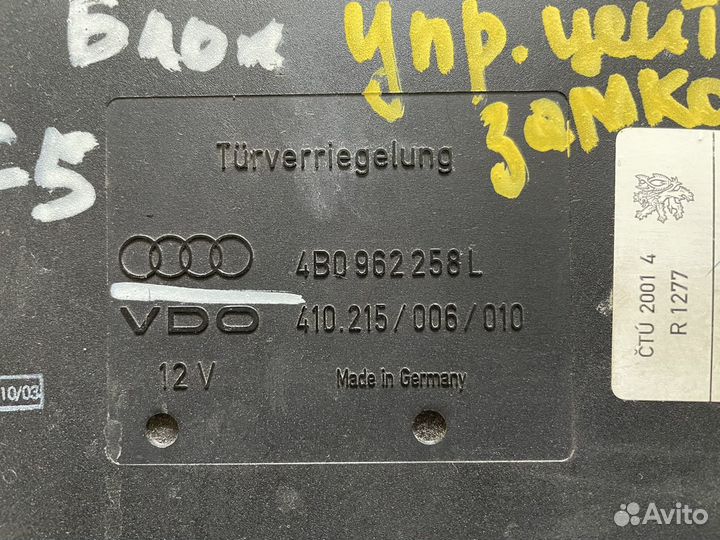 Блок упр. цент
замко
-5
Türverriegelung
4B0 962 258 L
VDO 410.215/006/010
12 V Made in Germany
10/03
ČTÚ 2001 4
R 1277
Avito